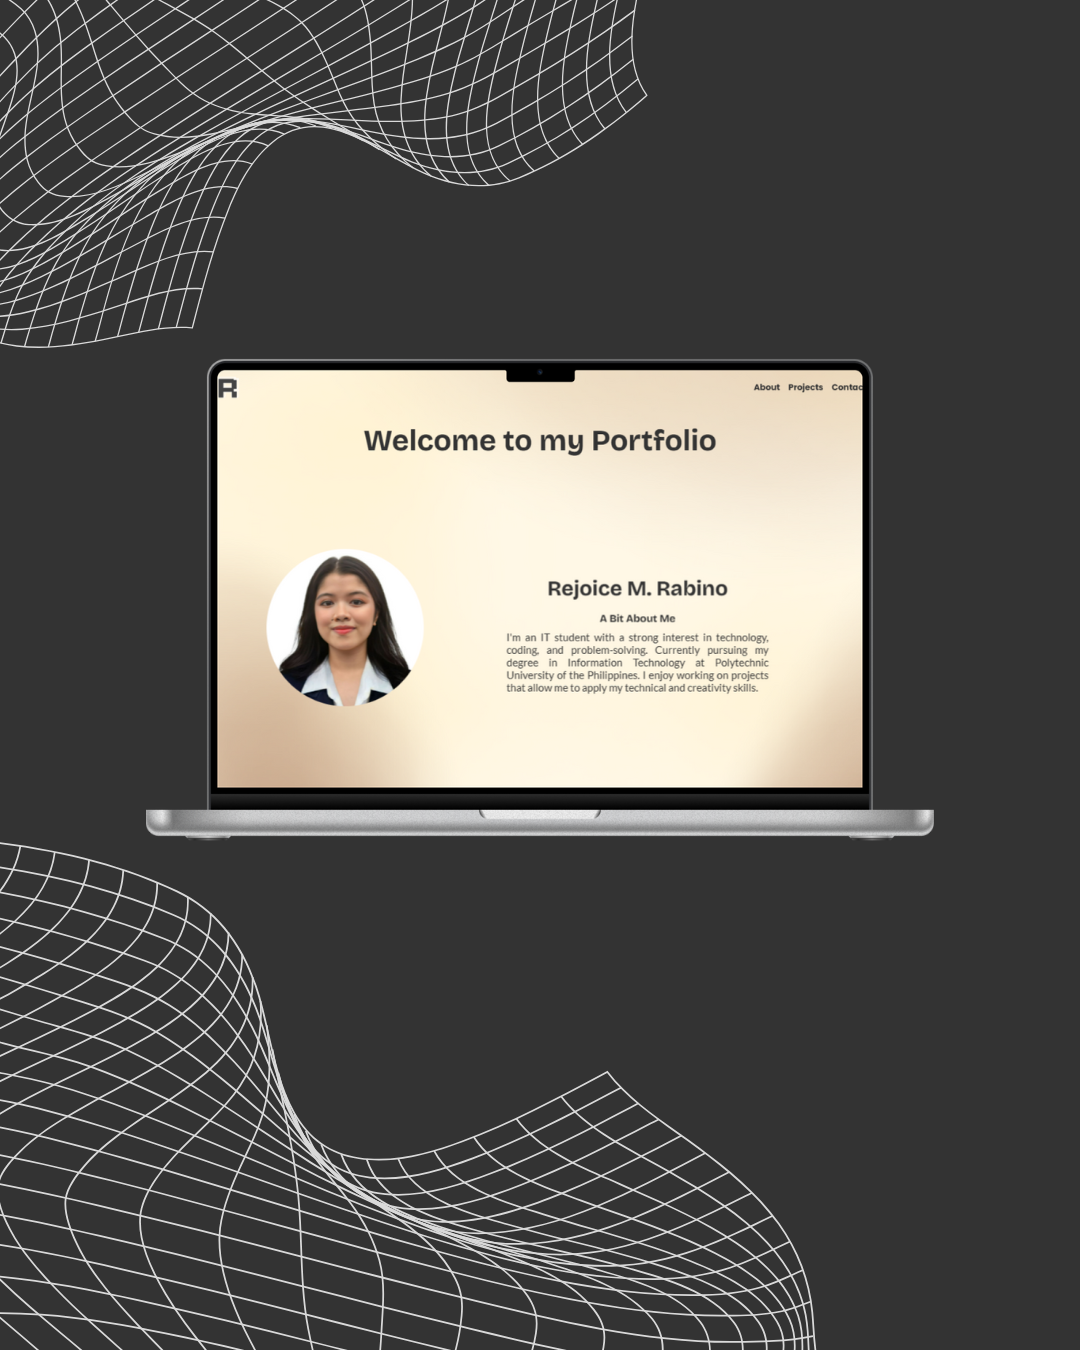 R
About Projects Contac
Welcome to my Portfolio
Rejoice M. Rabino
A Bit About Me
I'm an IT student with a strong interest in technology,
coding, and problem-solving. Currently pursuing my
degree in Information Technology at Polytechnic
University of the Philippines. I enjoy working on projects
that allow me to apply my technical and creativity skills.